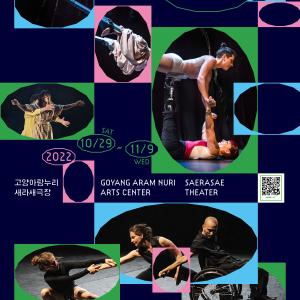 SAT
10/29 ~ 11/9
WED
2022
고양아람누리
새라새극장
GOYANG ARAM NURI
ARTS CENTER
SAERASAE
THEATER